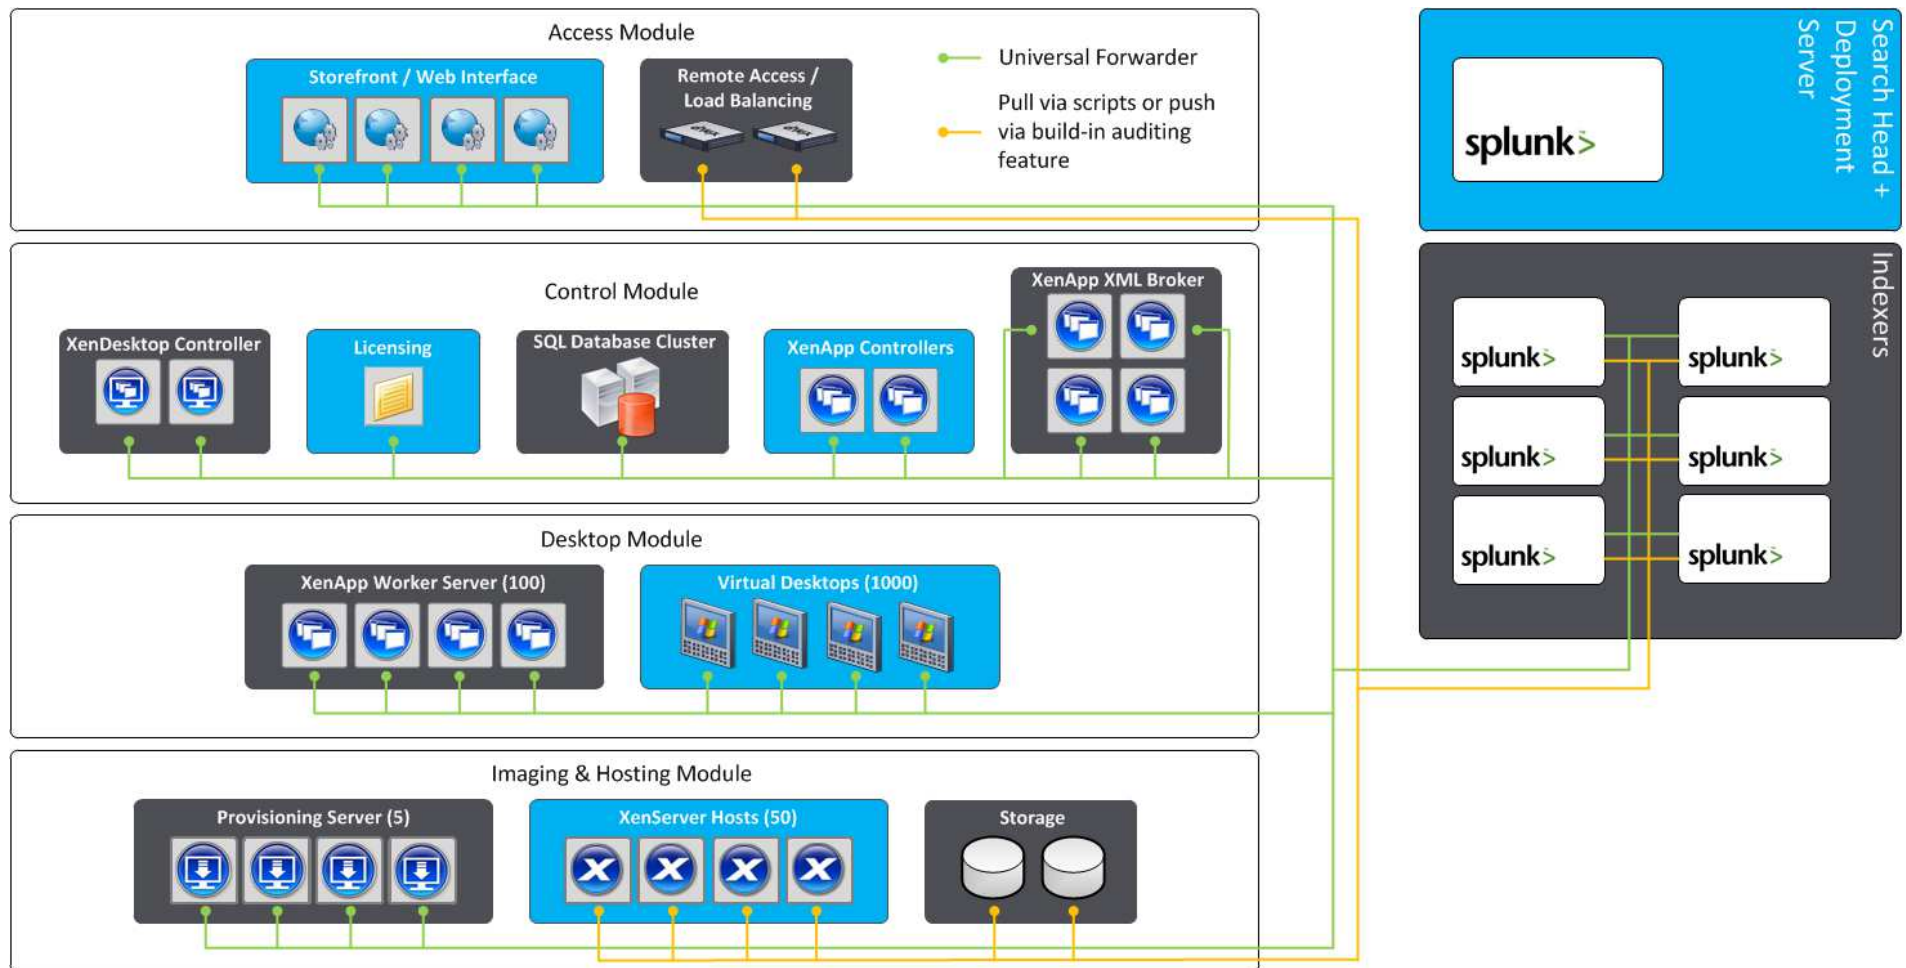 Access Module
Storefront / Web Interface
Remote Access /
Load Balancing
CITRIX
CITRIX
Universal Forwarder
Pull via scripts or push
via build-in auditing
feature
Control Module
XenDesktop Controller
Licensing
SQL Database Cluster
XenApp Controllers
XenApp XML Broker
Desktop Module
XenApp Worker Server (100)
Virtual Desktops (1000)
Imaging & Hosting Module
Provisioning Server (5)
XenServer Hosts (50)
X
X
X
X
Storage
Search Head +
Deployment
Server
splunk>
Indexers
splunk>
splunk>
splunk>
splunk>
splunk>
splunk>